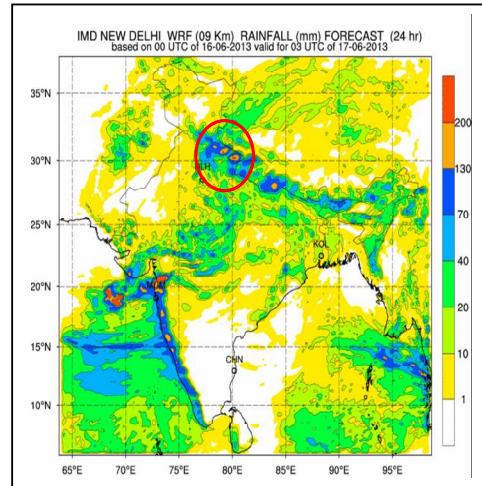 IMD NEW DELHI  WRF (09 Km)  RAINFALL (mm) FORECAST  (24 hr)
based on 00 UTC of 16-06-2013 valid for 03 UTC of 17-06-2013
35°N
30°N
25°N
20°N
15°N
10°N
KOL
MUM
CHN
65°E
70°E
75°E
80°E
85°E
90°E
95°E
200
130
70
40
20
10
1